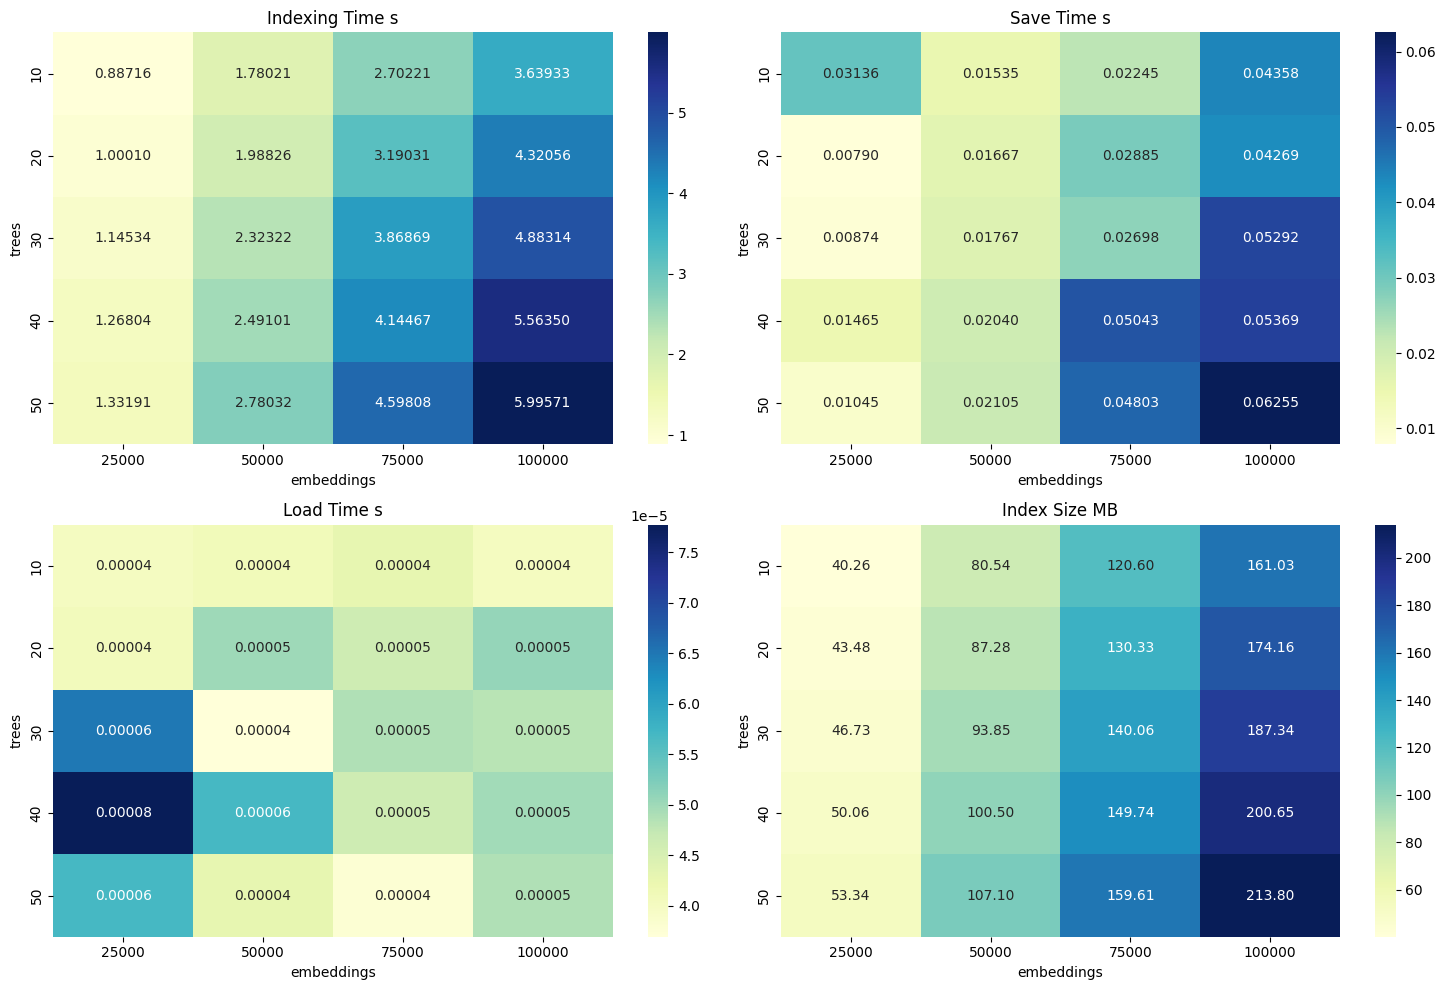 Indexing Time s
10 0.88716 1.78021 2.70221 3.63933
20 1.00010 1.98826 3.19031 4.32056
30 1.14534 2.32322 3.86869 4.88314
40 1.26804 2.49101 4.14467 5.56350
50 1.33191 2.78032 4.59808 5.99571
trees
25000 50000 75000 100000
embeddings
5
4
3
2
1
Save Time s
10 0.03136 0.01535 0.02245 0.04358
20 0.00790 0.01667 0.02885 0.04269
30 0.00874 0.01767 0.02698 0.05292
40 0.01465 0.02040 0.05043 0.05369
50 0.01045 0.02105 0.04803 0.06255
trees
25000 50000 75000 100000
embeddings
0.06
0.05
0.04
0.03
0.02
0.01
Load Time s
10 0.00004 0.00004 0.00004 0.00004
20 0.00004 0.00005 0.00005 0.00005
30 0.00006 0.00004 0.00005 0.00005
40 0.00008 0.00006 0.00005 0.00005
50 0.00006 0.00004 0.00004 0.00005
trees
25000 50000 75000 100000
embeddings
1e−5
7.5
7.0
6.5
6.0
5.5
5.0
4.5
4.0
Index Size MB
10 40.26 80.54 120.60 161.03
20 43.48 87.28 130.33 174.16
30 46.73 93.85 140.06 187.34
40 50.06 100.50 149.74 200.65
50 53.34 107.10 159.61 213.80
trees
25000 50000 75000 100000
embeddings
200
180
160
140
120
100
80
60